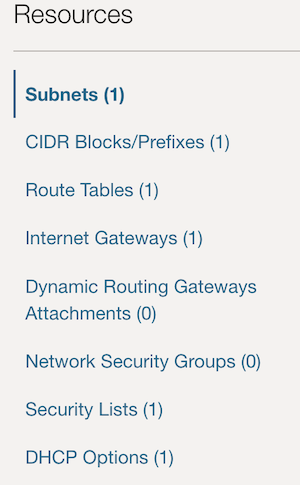 Resources
Subnets (1)
CIDR Blocks/Prefixes (1)
Route Tables (1)
Internet Gateways (1)
Dynamic Routing Gateways
Attachments (0)
Network Security Groups (0)
Security Lists (1)
DHCP Options (1)